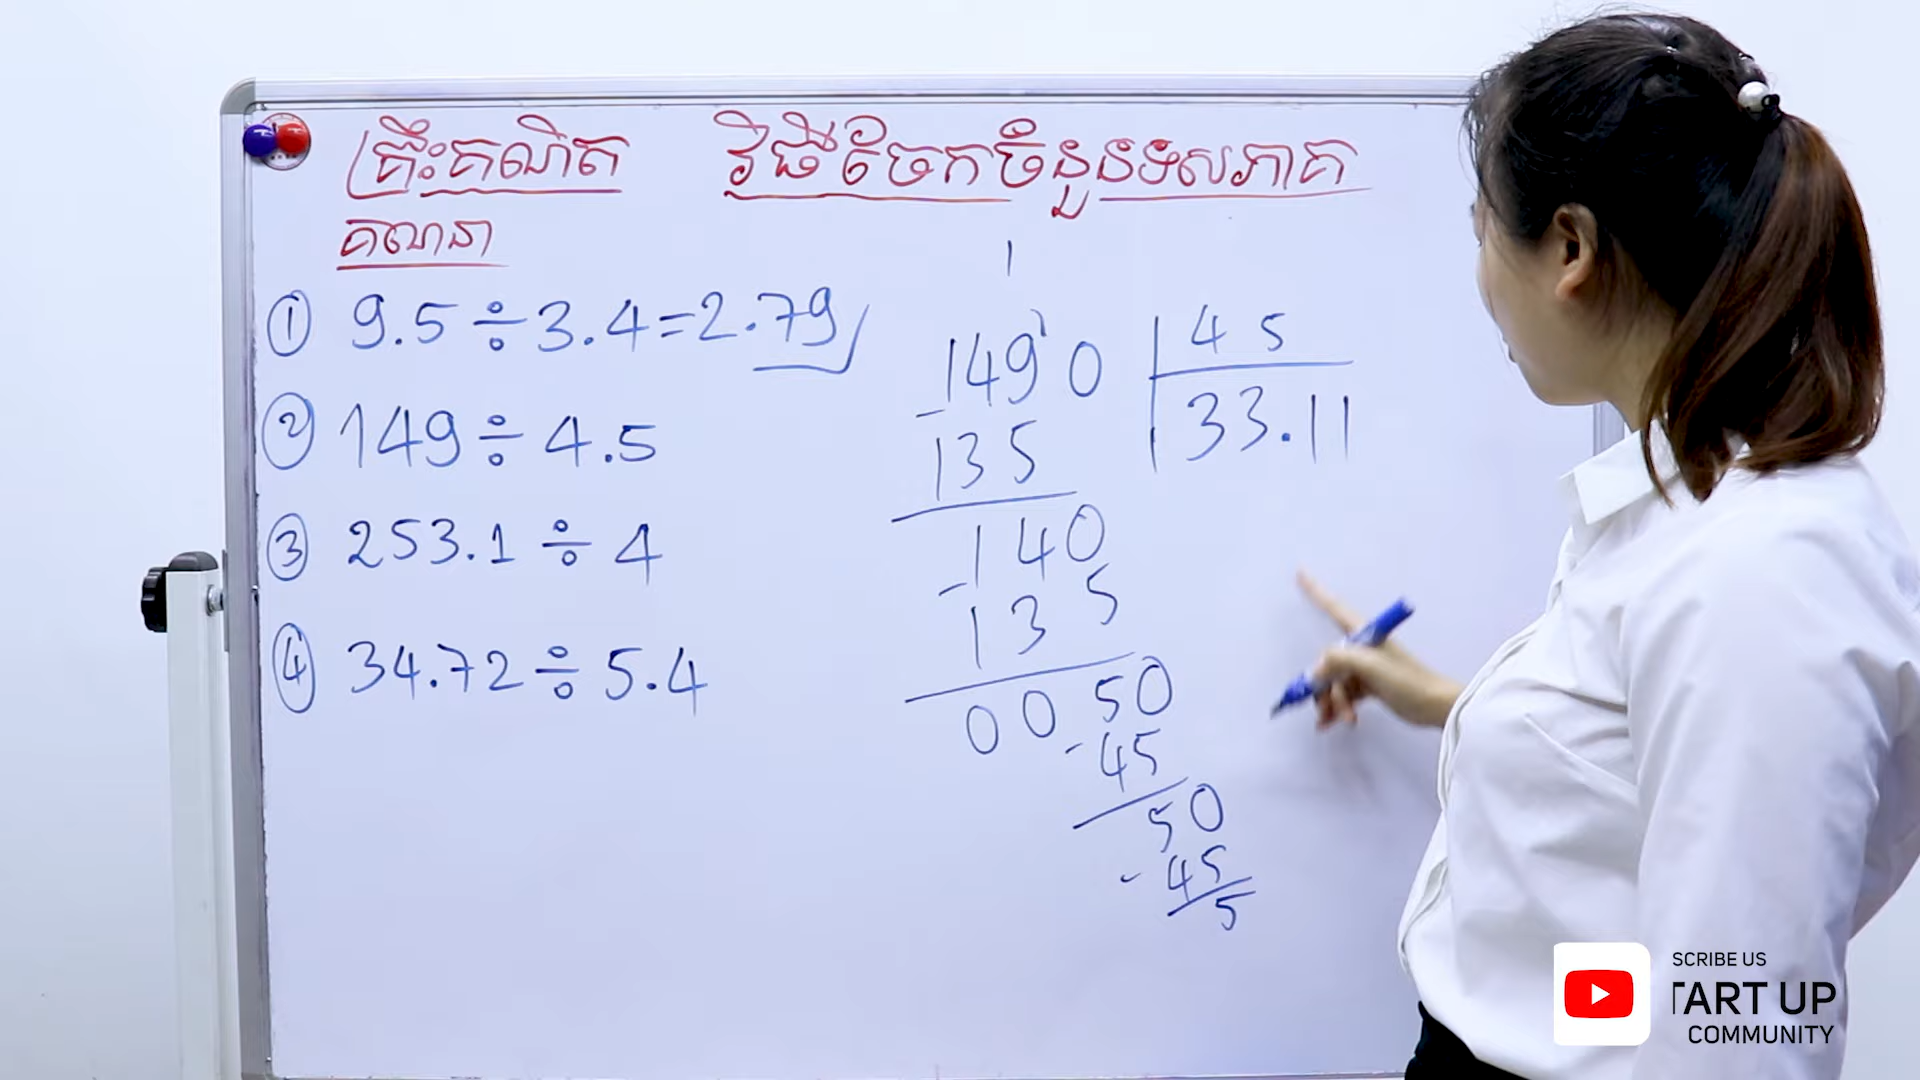 គ្រឹះគណិត វិធីចែកចំនួនទសភាគ
គណនា
① 9.5 ÷ 3.4 = 2.79
② 149 ÷ 4.5
③ 253.1 ÷ 4
④ 34.72 ÷ 5.4
1
1
1490 45
- 33.11
135
140
-
135
0050
-45
50
-45
5
SCRIBE US
TART UP
COMMUNITY